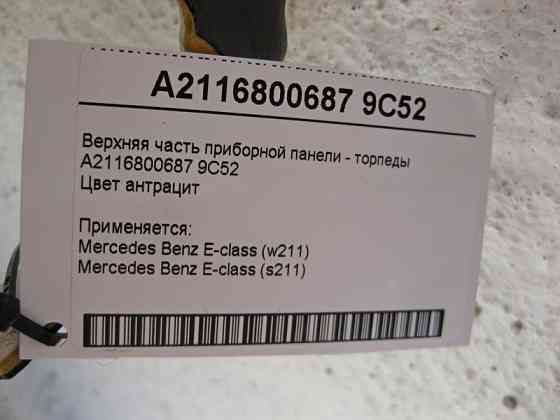 A2116800687 9C52
Верхняя часть приборной панели - торпеды
A2116800687 9C52
Цвет антрацит
Применяется:
Mercedes Benz E-class (w211)
Mercedes Benz E-class (s211)